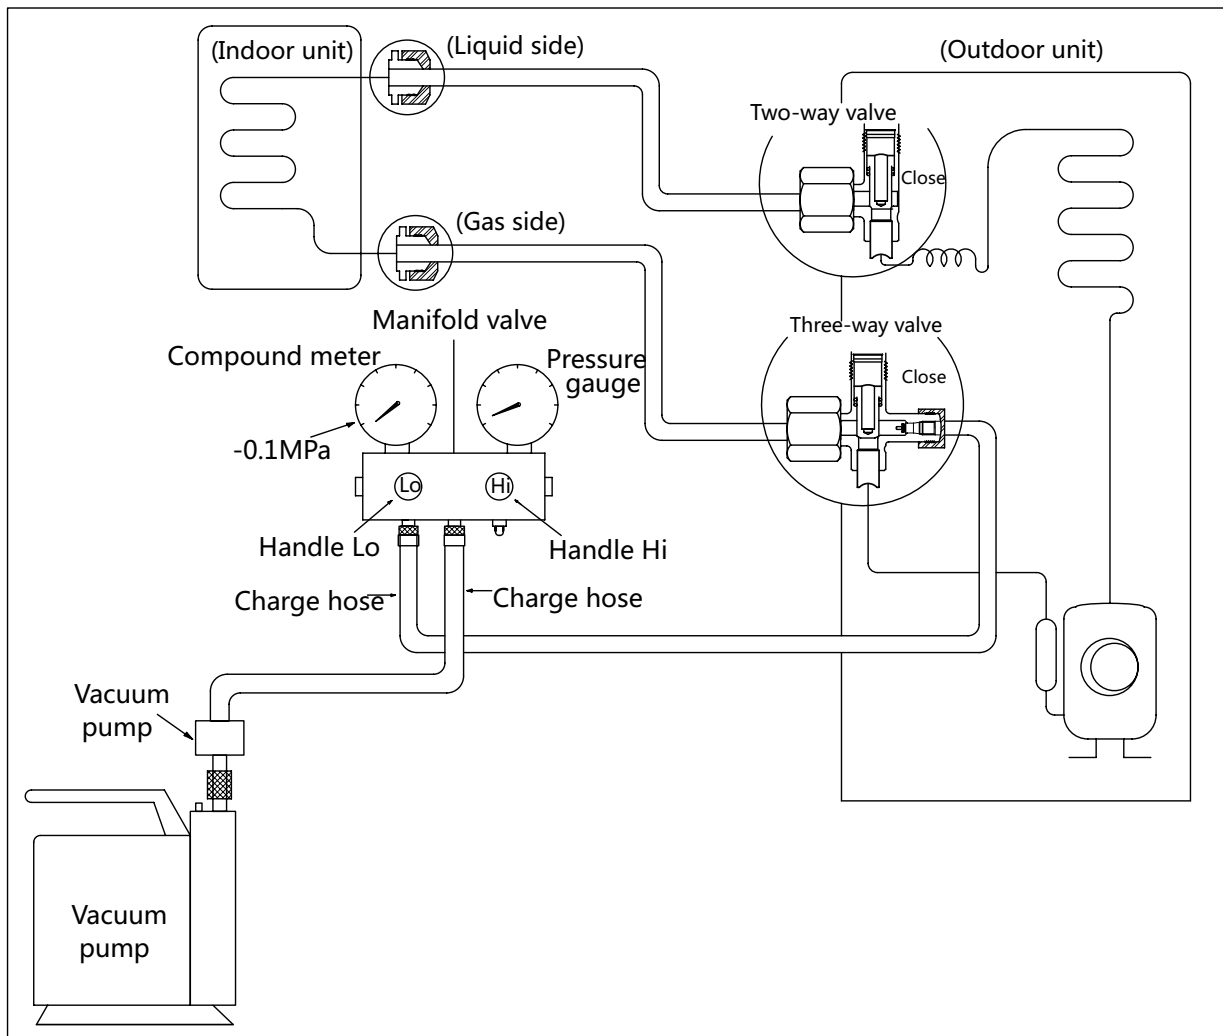 (Indoor unit)
(Liquid side)
(Outdoor unit)
Two-way valve
Close
(Gas side)
Manifold valve
Three-way valve
Compound meter
Pressure
gauge
Close
-0.1MPa
Lo
Hi
Handle Lo
Handle Hi
Charge hose
Charge hose
Vacuum
pump
Vacuum
pump